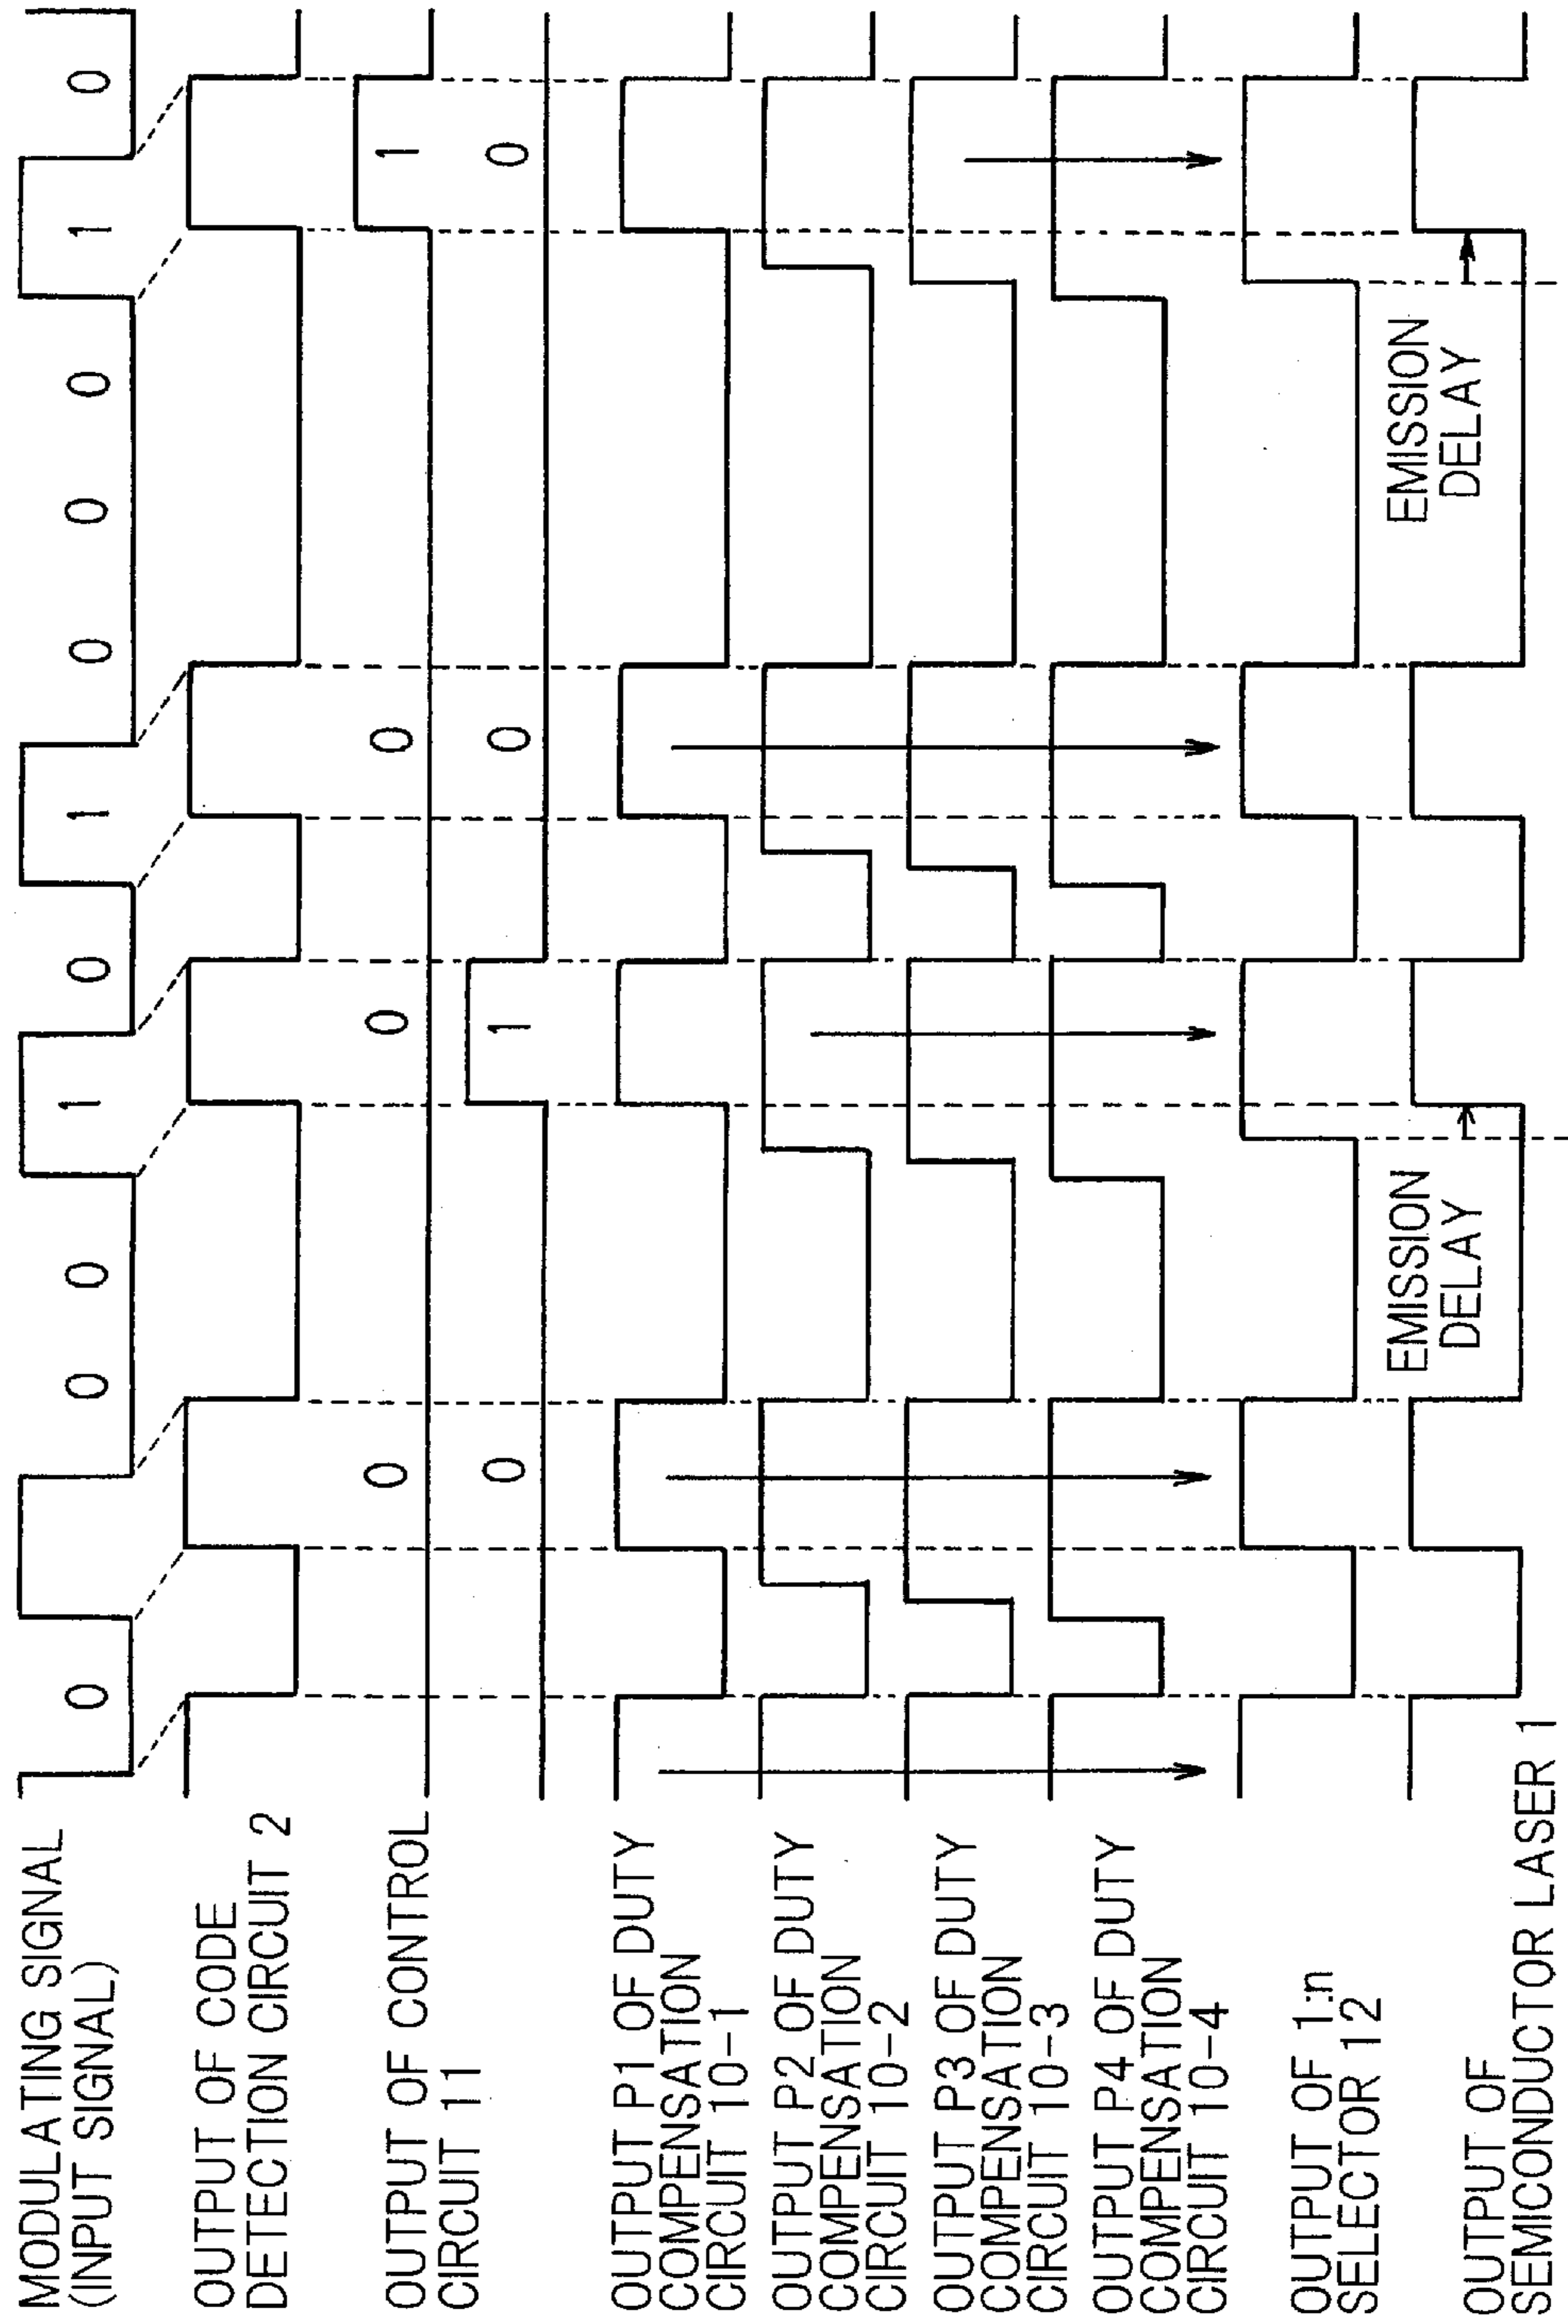 MODULATING SIGNAL
(INPUT SIGNAL)
0 0 0 1 0 1 0 0 0 1 0
OUTPUT OF CODE
DETECTION CIRCUIT 2
OUTPUT OF CONTROL
CIRCUIT 11
0 0 0 1
0 1 0 0
OUTPUT P1 OF DUTY
COMPENSATION
CIRCUIT 10-1
OUTPUT P2 OF DUTY
COMPENSATION
CIRCUIT 10-2
OUTPUT P3 OF DUTY
COMPENSATION
CIRCUIT 10-3
OUTPUT P4 OF DUTY
COMPENSATION
CIRCUIT 10-4
OUTPUT OF 1:n
SELECTOR 12
EMISSION
DELAY
EMISSION
DELAY
OUTPUT OF
SEMICONDUCTOR LASER 1